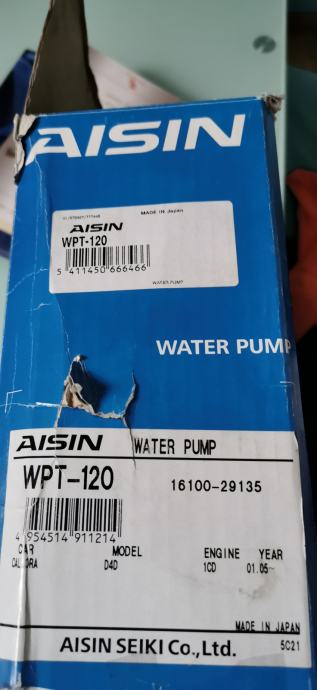 AISIN
MADE IN Japan
AISIN
WPT-120
5 411450 666466
WATER PUMP
WATER PUMP
AISIN WATER PUMP
WPT-120 16100-29135
4 954514 911214
CAR MODEL ENGINE YEAR
D4D 1CD 01.05~
MADE IN JAPAN
AISIN SEIKI Co.,Ltd. 5C21